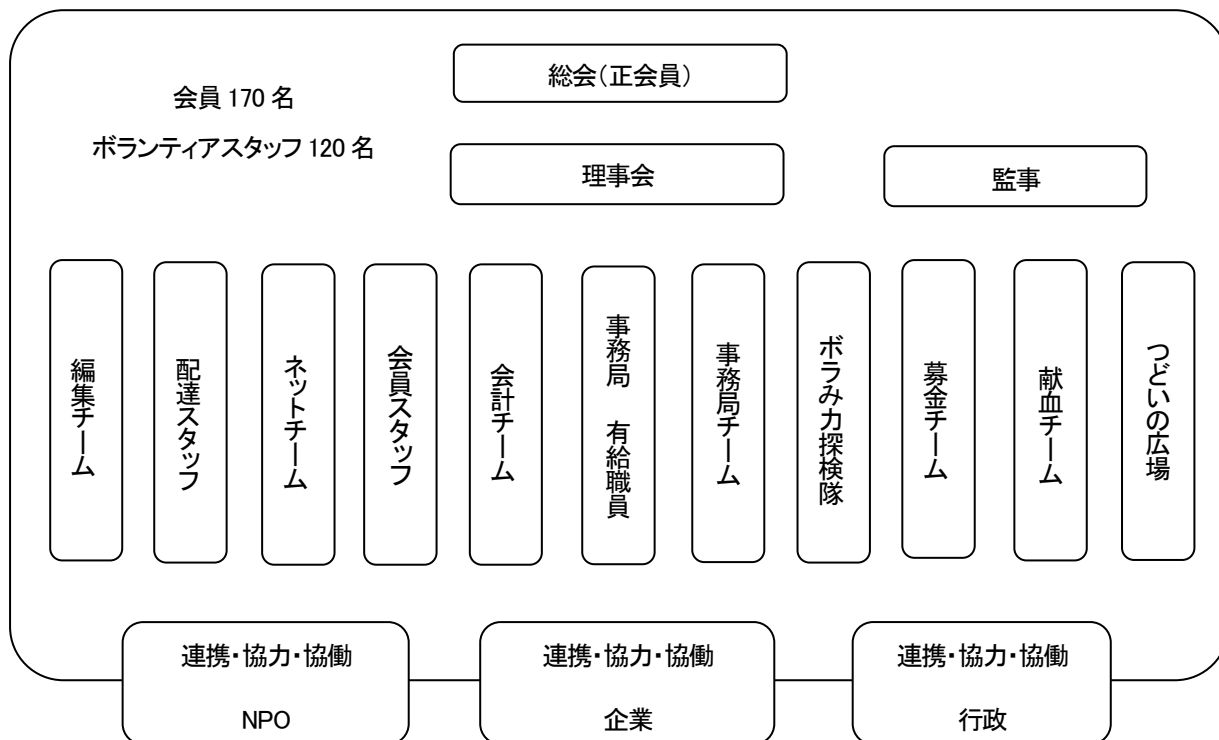 総会（正会員）
会員 170 名
ボランティアスタッフ 120 名
理事会
監事
編集チーム
配達スタッフ
ネットチーム
会員スタッフ
会計チーム
事務局　有給職員
事務局チーム
ボラみ力探検隊
募金チーム
献血チーム
つどいの広場
連携・協力・協働
NPO
連携・協力・協働
企業
連携・協力・協働
行政